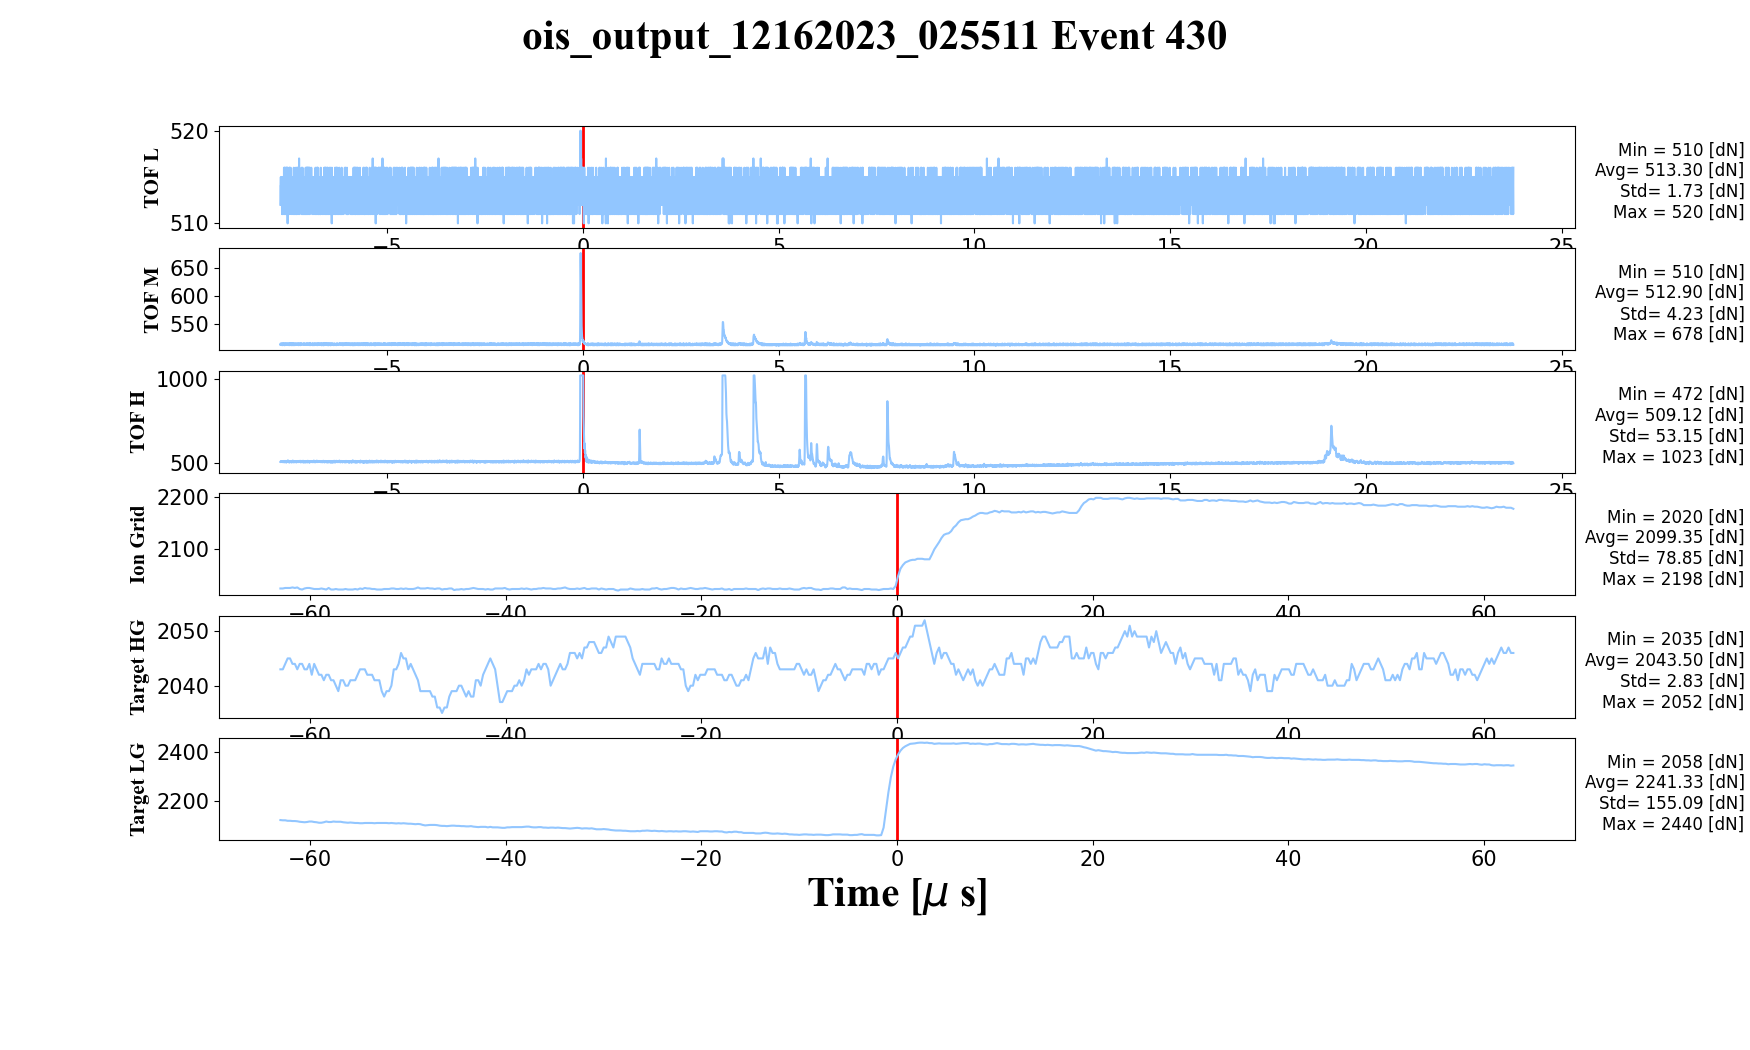 ois_output_12162023_025511 Event 430
TOF L
520
510
−5 0 5 10 15 20 25
Min = 510 [dN]
Avg= 513.30 [dN]
Std= 1.73 [dN]
Max = 520 [dN]
TOF M
650
600
550
−5 0 5 10 15 20 25
Min = 510 [dN]
Avg= 512.90 [dN]
Std= 4.23 [dN]
Max = 678 [dN]
TOF H
1000
500
−5 0 5 10 15 20 25
Min = 472 [dN]
Avg= 509.12 [dN]
Std= 53.15 [dN]
Max = 1023 [dN]
Ion Grid
2200
2100
−60 −40 −20 0 20 40 60
Min = 2020 [dN]
Avg= 2099.35 [dN]
Std= 78.85 [dN]
Max = 2198 [dN]
Target HG
2050
2040
−60 −40 −20 0 20 40 60
Min = 2035 [dN]
Avg= 2043.50 [dN]
Std= 2.83 [dN]
Max = 2052 [dN]
Target LG
2400
2200
−60 −40 −20 0 20 40 60
Min = 2058 [dN]
Avg= 2241.33 [dN]
Std= 155.09 [dN]
Max = 2440 [dN]
Time [μ s]